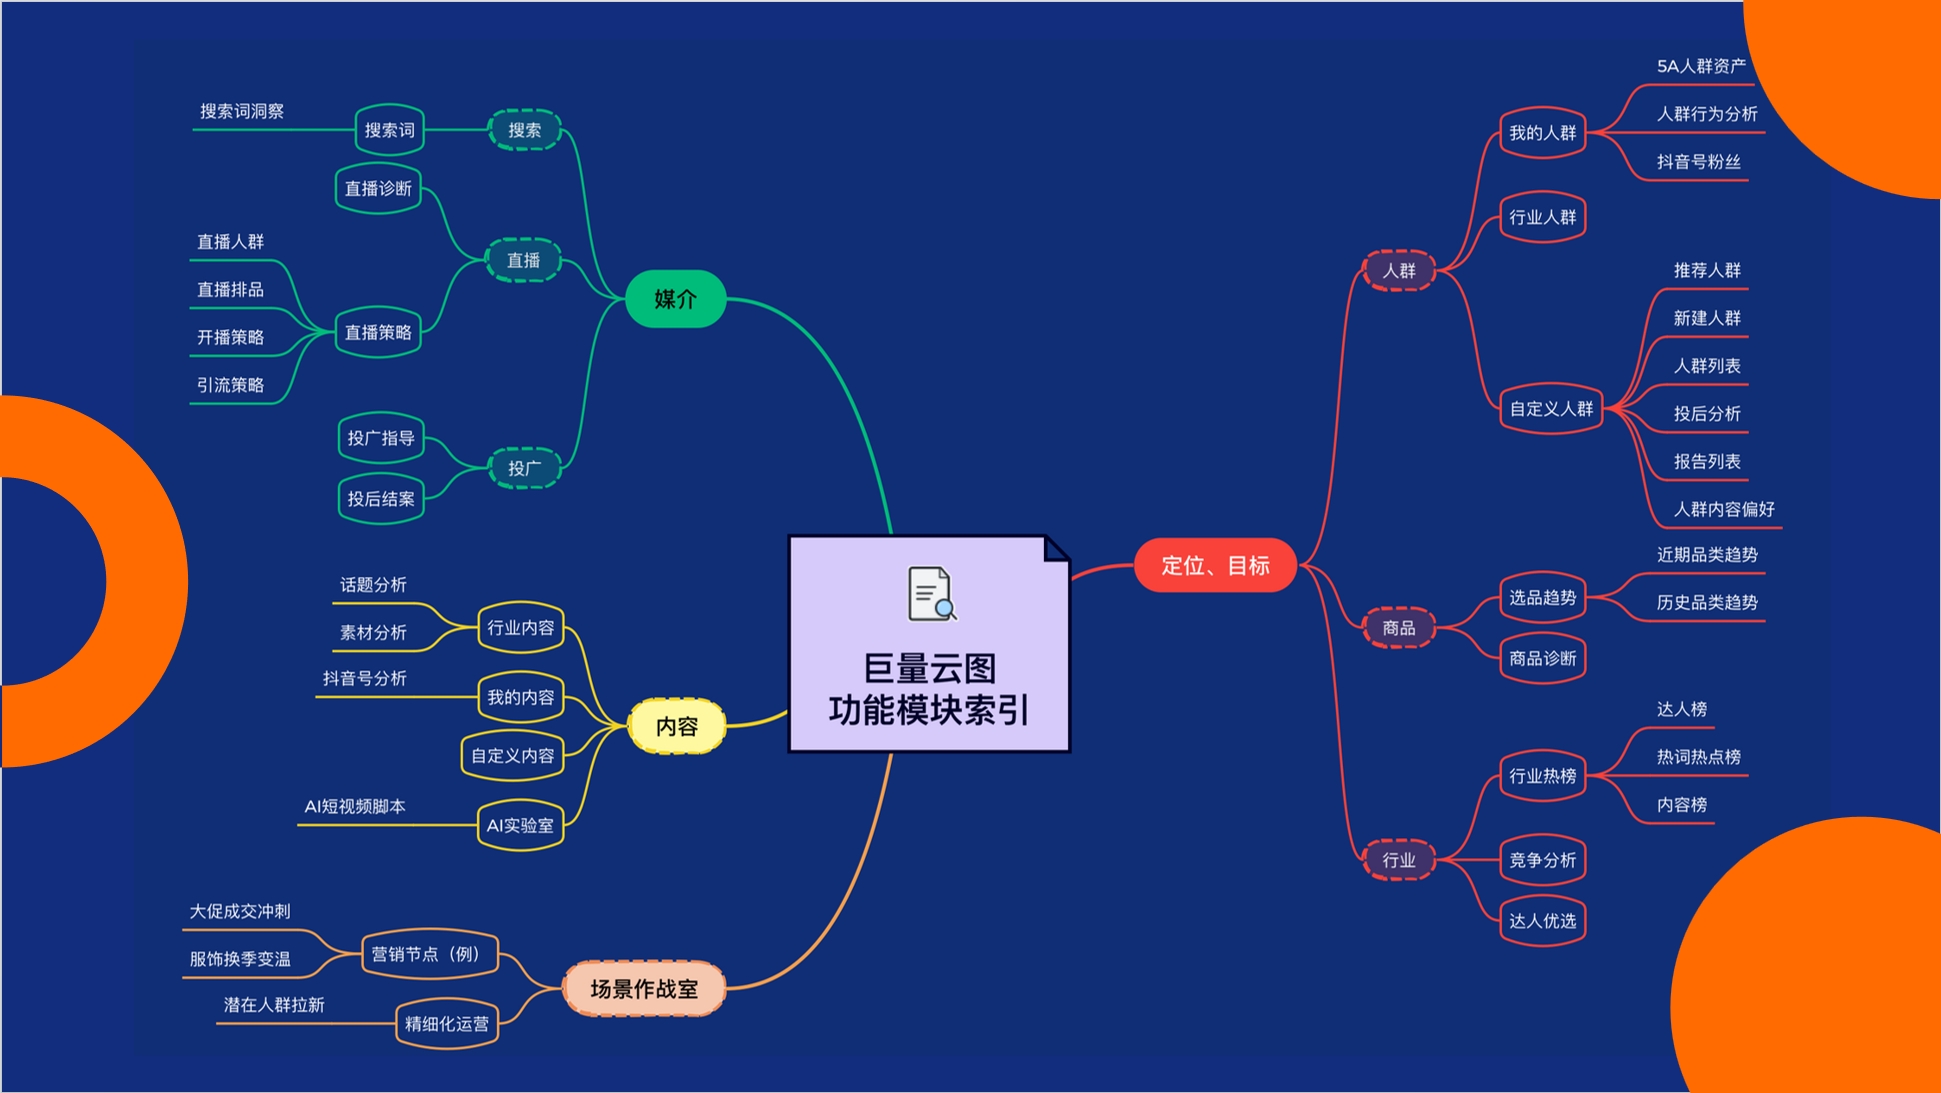 巨量云图
功能模块索引
媒介
搜索
搜索词
搜索词洞察
直播
直播诊断
直播策略
直播人群
直播排品
开播策略
引流策略
投广
投广指导
投后结案
内容
行业内容
话题分析
素材分析
我的内容
抖音号分析
自定义内容
AI实验室
AI短视频脚本
场景作战室
营销节点（例）
大促成交冲刺
服饰换季变温
精细化运营
潜在人群拉新
定位、目标
人群
我的人群
5A人群资产
人群行为分析
抖音号粉丝
行业人群
自定义人群
推荐人群
新建人群
人群列表
投后分析
报告列表
人群内容偏好
商品
选品趋势
近期品类趋势
历史品类趋势
商品诊断
行业
行业热榜
达人榜
热词热点榜
内容榜
竞争分析
达人优选